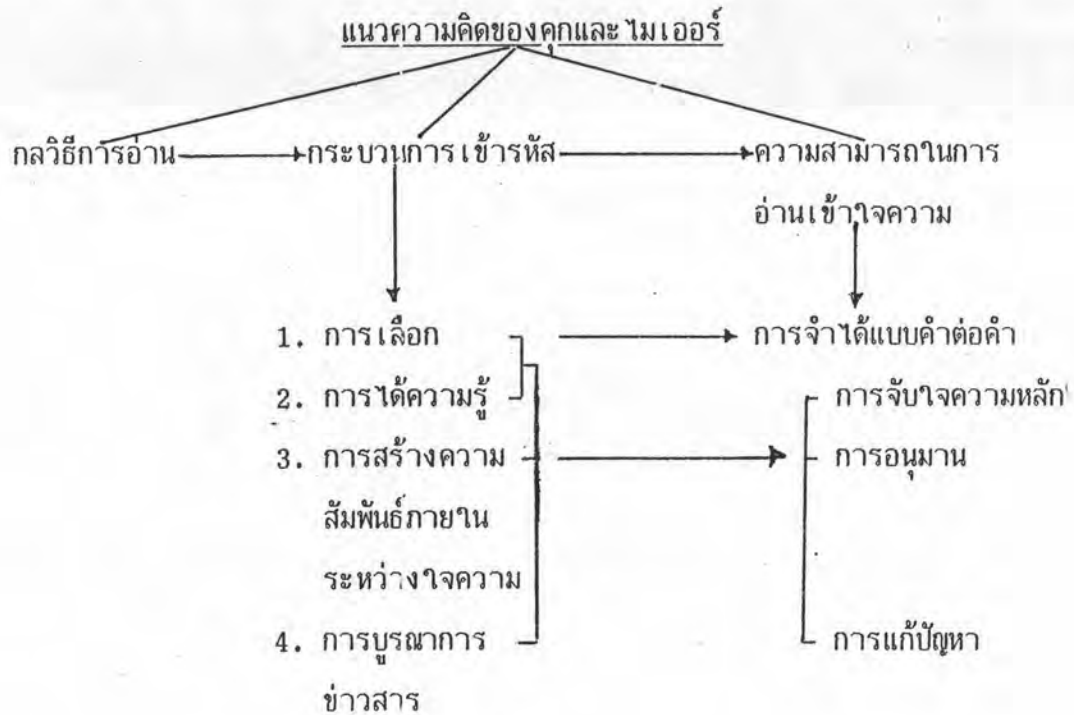 แนวความคิดของคุกและไมเออร์
กลวิธีการอ่าน
กระบวนการเข้ารหัส
ความสามารถในการ
อ่านเข้าใจความ
1. การเลือก
การจำได้แบบคำต่อคำ
2. การได้ความรู้
การจับใจความหลัก
3. การสร้างความ
การอนุมาน
สัมพันธ์ภายใน
ระหว่างใจความ
4. การบูรณาการ
การแก้ปัญหา
ข่าวสาร